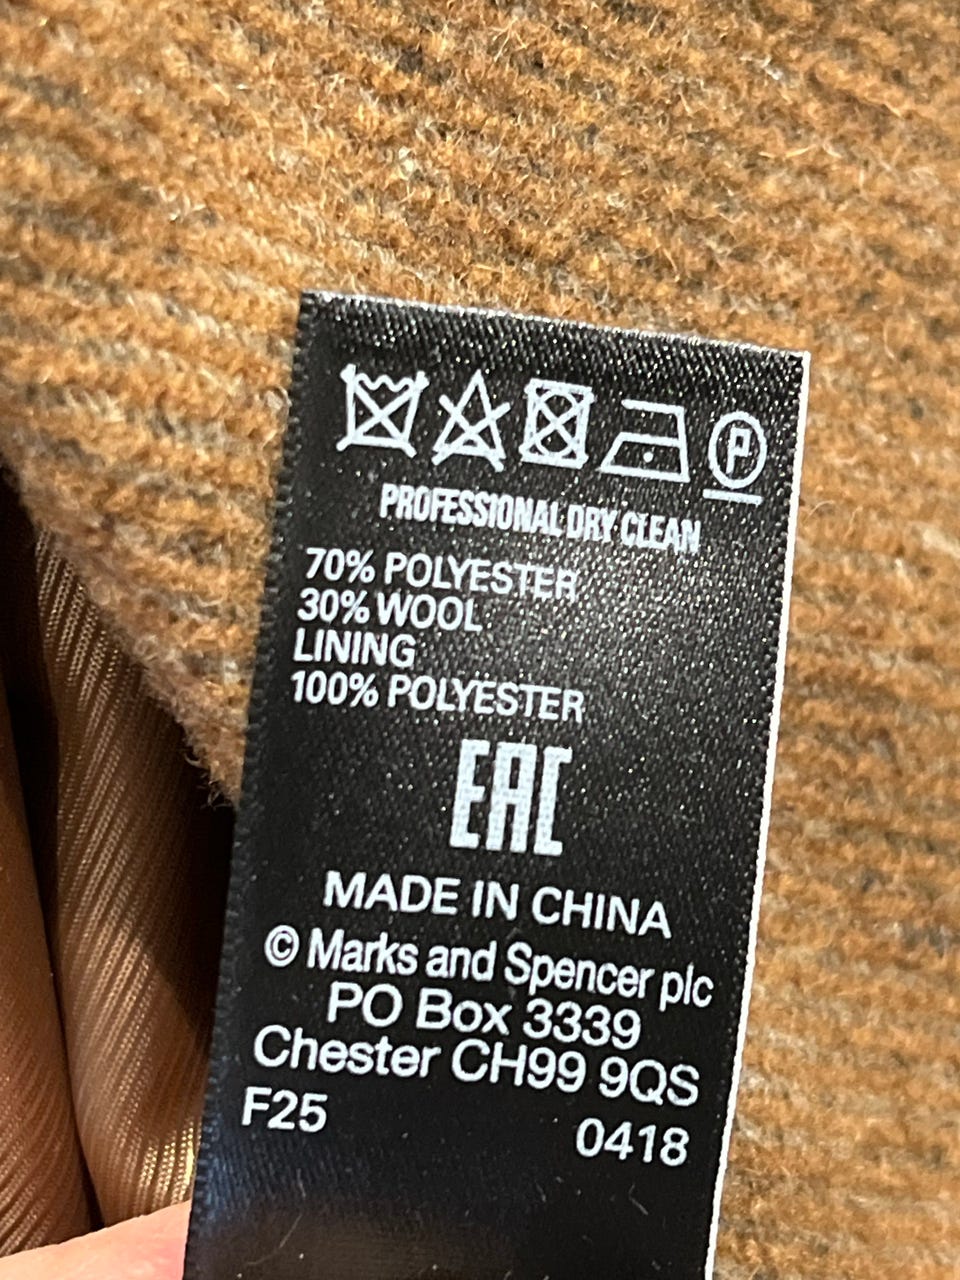 P
PROFESSIONAL DRY CLEAN
70% POLYESTER
30% WOOL
LINING
100% POLYESTER
EAC
MADE IN CHINA
© Marks and Spencer plc
PO Box 3339
Chester CH99 9QS
F25 0418